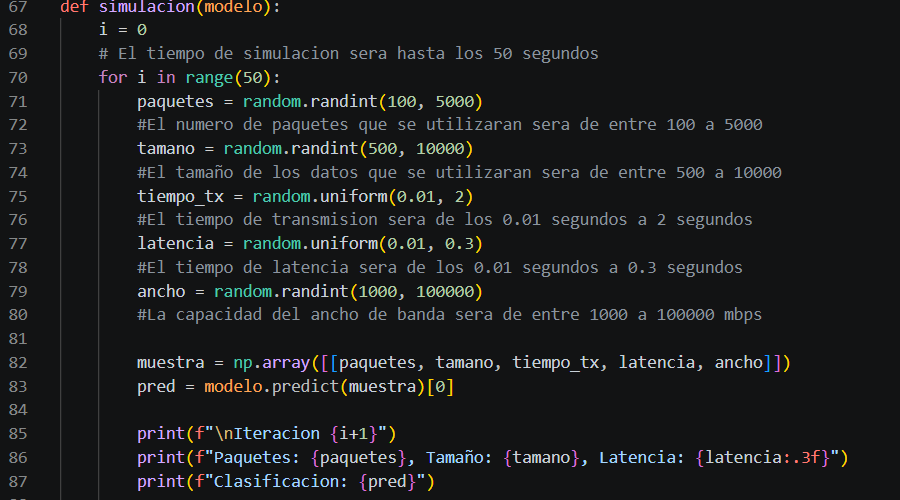 67 def simulacion(modelo):
68 i = 0
69 # El tiempo de simulacion sera hasta los 50 segundos
70 for i in range(50):
71 paquetes = random.randint(100, 5000)
72 #El numero de paquetes que se utilizaran sera de entre 100 a 5000
73 tamano = random.randint(500, 10000)
74 #El tamaño de los datos que se utilizaran sera de entre 500 a 10000
75 tiempo_tx = random.uniform(0.01, 2)
76 #El tiempo de transmision sera de los 0.01 segundos a 2 segundos
77 latencia = random.uniform(0.01, 0.3)
78 #El tiempo de latencia sera de los 0.01 segundos a 0.3 segundos
79 ancho = random.randint(1000, 100000)
80 #La capacidad del ancho de banda sera de entre 1000 a 100000 mbps
81
82 muestra = np.array([[paquetes, tamano, tiempo_tx, latencia, ancho]])
83 pred = modelo.predict(muestra)[0]
84
85 print(f"\nIteracion {i+1}")
86 print(f"Paquetes: {paquetes}, Tamaño: {tamano}, Latencia: {latencia:.3f}")
87 print(f"Clasificacion: {pred}")